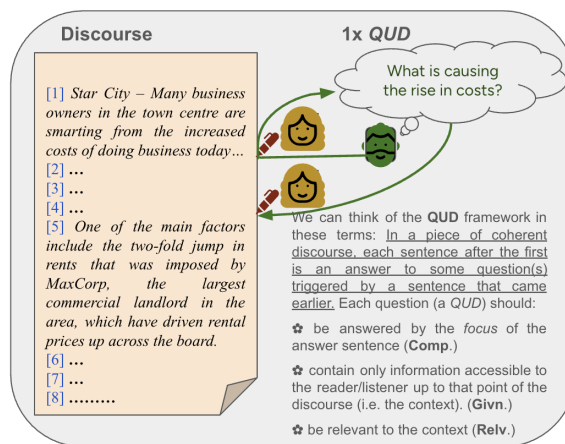 Discourse
1x QUD
[1] Star City – Many business
owners in the town centre are
smarting from the increased
costs of doing business today…
[2] …
[3] …
[4] …
[5] One of the main factors
include the two-fold jump in
rents that was imposed by
MaxCorp, the largest
commercial landlord in the
area, which have driven rental
prices up across the board.
[6] …
[7] …
[8] ………
What is causing
the rise in costs?
We can think of the QUD framework in
these terms: In a piece of coherent
discourse, each sentence after the first
is an answer to some question(s)
triggered by a sentence that came
earlier. Each question (a QUD) should:
✿ be answered by the focus of the
answer sentence (Comp.)
✿ contain only information accessible to
the reader/listener up to that point of the
discourse (i.e. the context). (Givn.)
✿ be relevant to the context (Relv.)